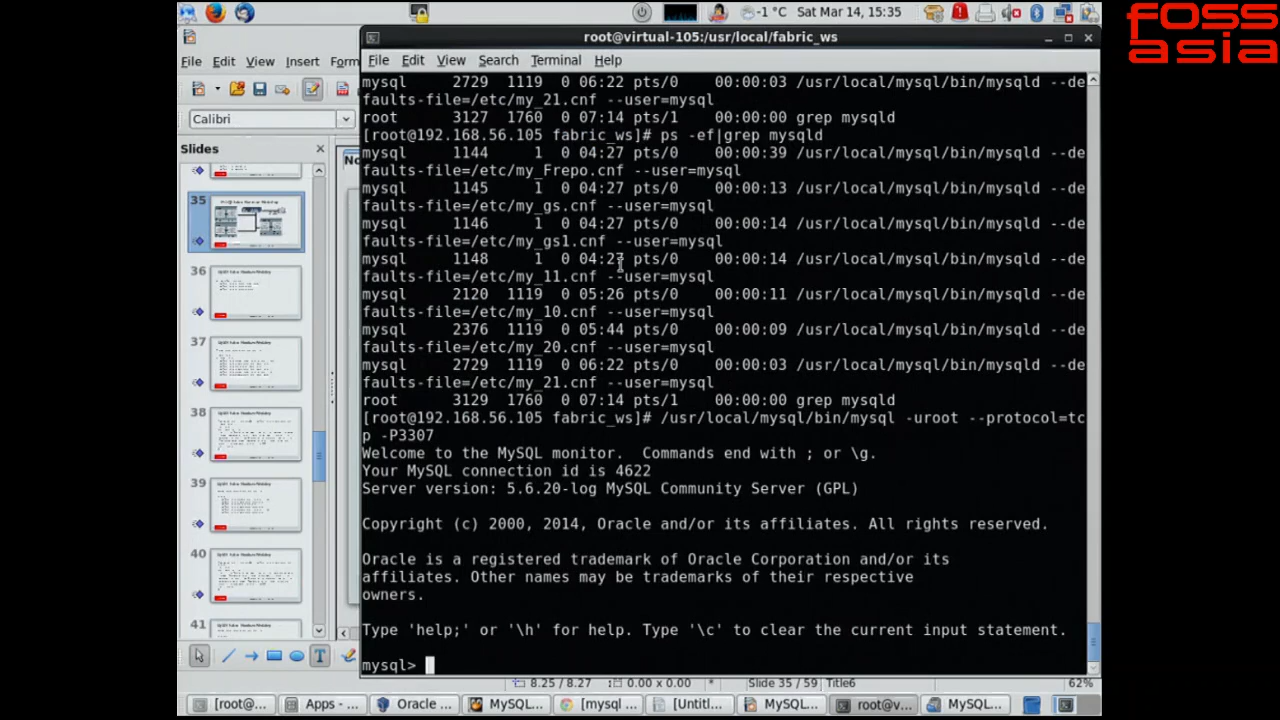 -1 °C Sat Mar 14, 15:35
foss
asia
root@virtual-105:/usr/local/fabric_ws
File Edit View Insert Form
File Edit View Search Terminal Help
Calibri
Slides
No
35
36
37
38
39
40
41
mysql 2729 1119 0 06:22 pts/0 00:00:03 /usr/local/mysql/bin/mysqld --de
faults-file=/etc/my_21.cnf --user=mysql
root 3127 1760 0 07:14 pts/1 00:00:00 grep mysqld
[root@192.168.56.105 fabric_ws]# ps -ef|grep mysqld
mysql 1144 1 0 04:27 pts/0 00:00:39 /usr/local/mysql/bin/mysqld --de
faults-file=/etc/my_Frepo.cnf --user=mysql
mysql 1145 1 0 04:27 pts/0 00:00:13 /usr/local/mysql/bin/mysqld --de
faults-file=/etc/my_gs.cnf --user=mysql
mysql 1146 1 0 04:27 pts/0 00:00:14 /usr/local/mysql/bin/mysqld --de
faults-file=/etc/my_gs1.cnf --user=mysql
mysql 1148 1 0 04:27 pts/0 00:00:14 /usr/local/mysql/bin/mysqld --de
faults-file=/etc/my_11.cnf --user=mysql
mysql 2120 1119 0 05:26 pts/0 00:00:11 /usr/local/mysql/bin/mysqld --de
faults-file=/etc/my_10.cnf --user=mysql
mysql 2376 1119 0 05:44 pts/0 00:00:09 /usr/local/mysql/bin/mysqld --de
faults-file=/etc/my_20.cnf --user=mysql
mysql 2729 1119 0 06:22 pts/0 00:00:03 /usr/local/mysql/bin/mysqld --de
faults-file=/etc/my_21.cnf --user=mysql
root 3129 1760 0 07:14 pts/1 00:00:00 grep mysqld
[root@192.168.56.105 fabric_ws]# /usr/local/mysql/bin/mysql -uroot --protocol=tc
p -P3307
Welcome to the MySQL monitor. Commands end with ; or \g.
Your MySQL connection id is 4622
Server version: 5.6.20-log MySQL Community Server (GPL)
Copyright (c) 2000, 2014, Oracle and/or its affiliates. All rights reserved.
Oracle is a registered trademark of Oracle Corporation and/or its
affiliates. Other names may be trademarks of their respective
owners.
Type 'help;' or '\h' for help. Type '\c' to clear the current input statement.
mysql>
8.25 / 8.27 0.00 x 0.00 * Slide 35 / 59 Title6 62%
[root@... Apps - ... Oracle ... MySQL... [mysql ... [Untitl... MySQL... root@v... MySQL...